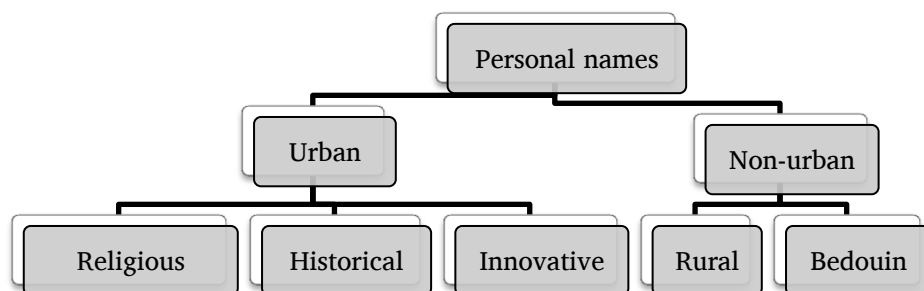 Personal names
Urban
Non-urban
Religious
Historical
Innovative
Rural
Bedouin